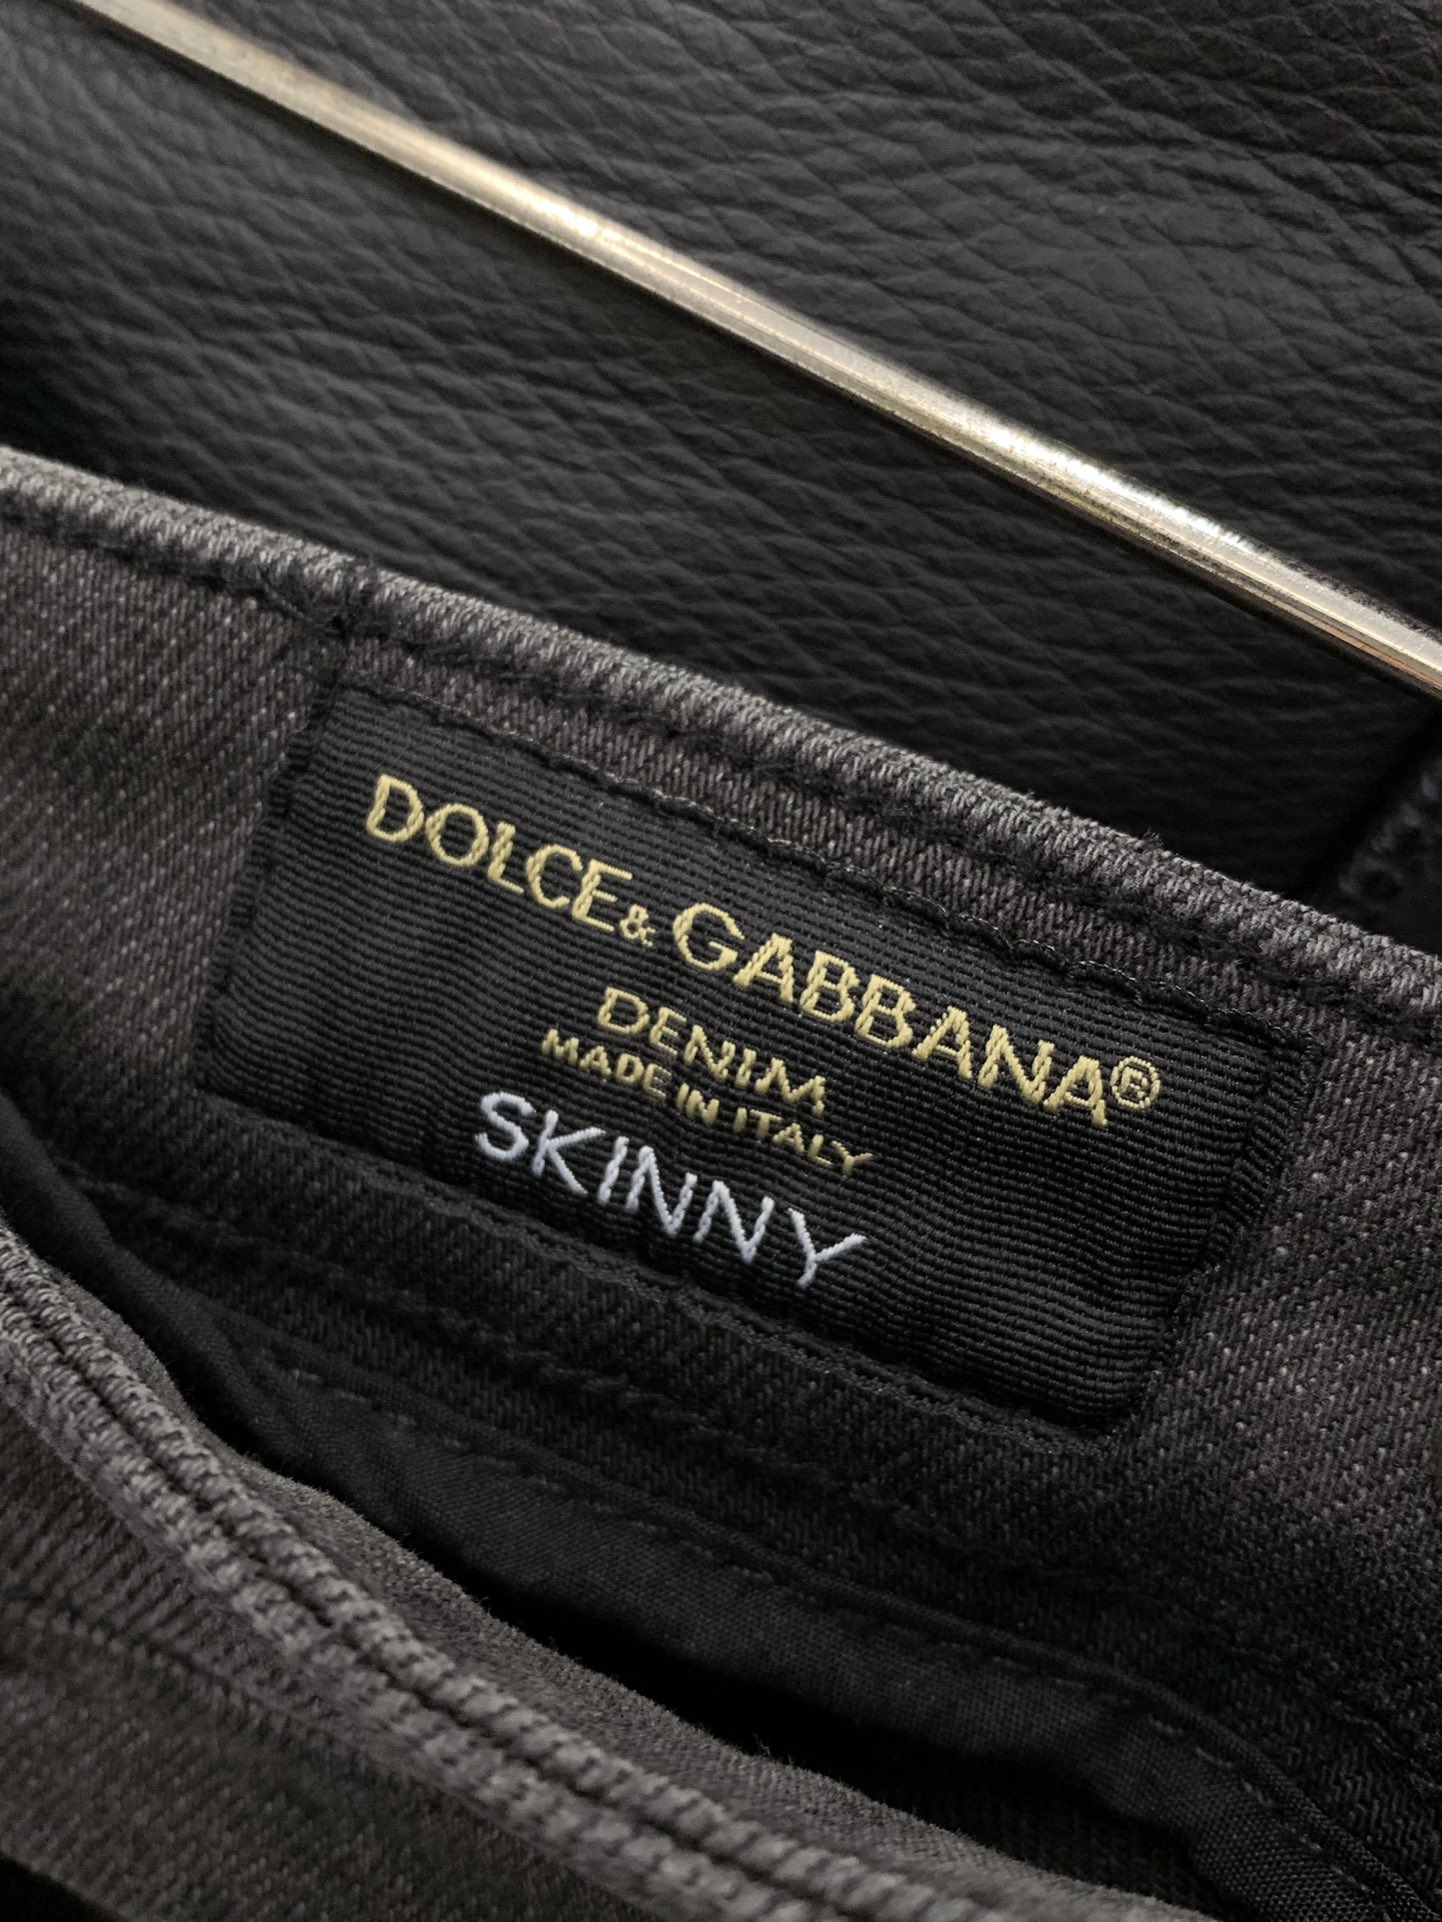 DOLCE & GABBANA®
DENIM
MADE IN ITALY
SKINNY